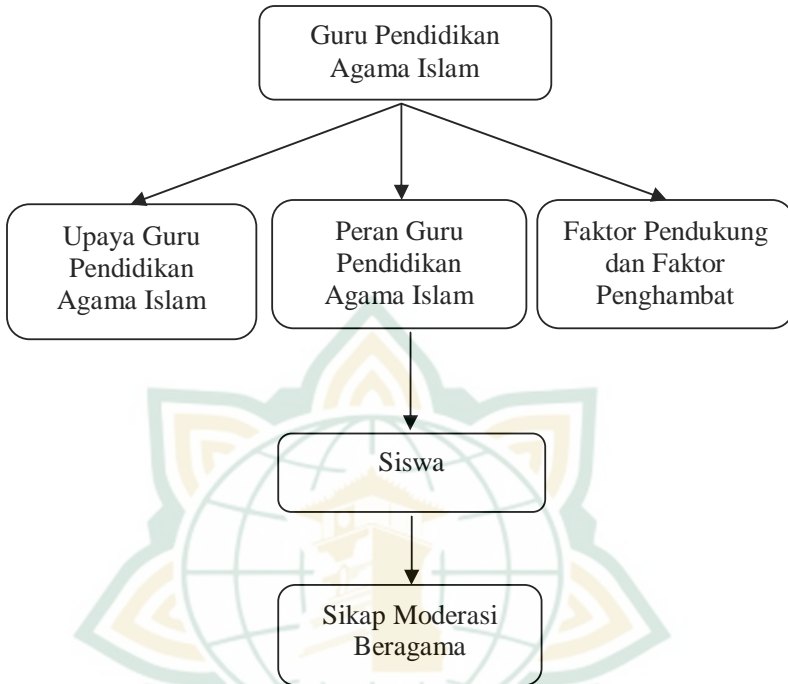 Guru Pendidikan
Agama Islam
Upaya Guru
Pendidikan
Agama Islam
Peran Guru
Pendidikan
Agama Islam
Faktor Pendukung
dan Faktor
Penghambat
Siswa
Sikap Moderasi
Beragama